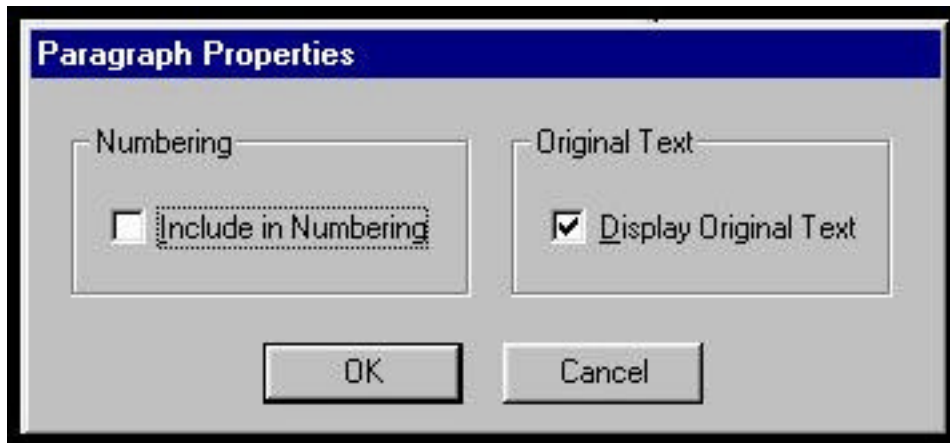 Paragraph Properties
Numbering
Include in Numbering
Original Text
Display Original Text
OK
Cancel